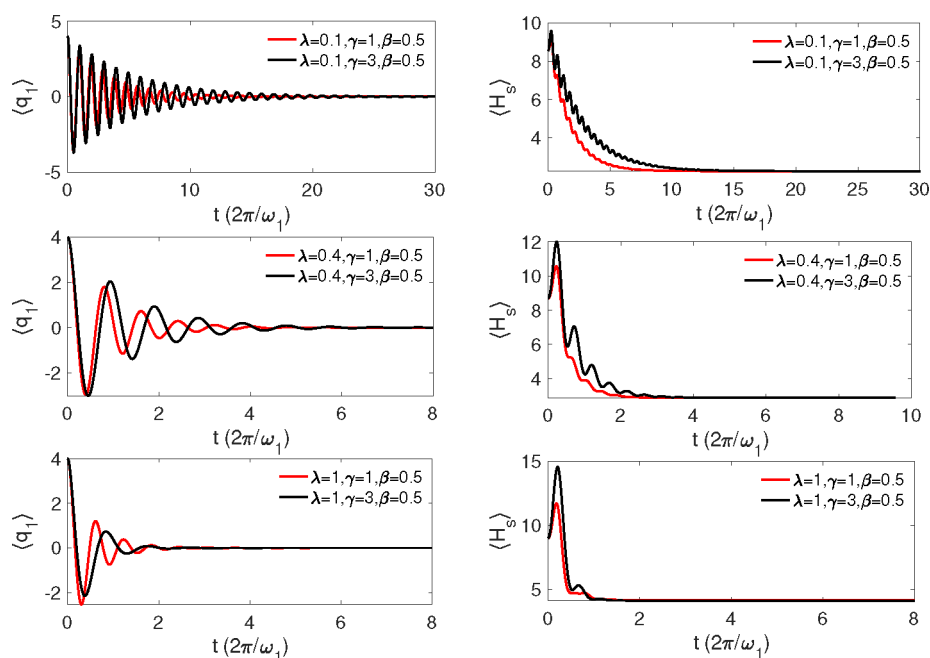 5
0
-5
⟨q₁⟩
λ=0.1,γ=1,β=0.5
λ=0.1,γ=3,β=0.5
0 10 20 30
t (2π/ω₁)
10
8
6
4
⟨Hₛ⟩
λ=0.1,γ=1,β=0.5
λ=0.1,γ=3,β=0.5
0 5 10 15 20 25 30
t (2π/ω₁)
4
2
0
-2
⟨q₁⟩
λ=0.4,γ=1,β=0.5
λ=0.4,γ=3,β=0.5
0 2 4 6 8
t (2π/ω₁)
12
10
8
6
4
⟨Hₛ⟩
λ=0.4,γ=1,β=0.5
λ=0.4,γ=3,β=0.5
0 2 4 6 8 10
t (2π/ω₁)
4
2
0
-2
⟨q₁⟩
λ=1,γ=1,β=0.5
λ=1,γ=3,β=0.5
0 2 4 6 8
t (2π/ω₁)
15
10
5
⟨Hₛ⟩
λ=1,γ=1,β=0.5
λ=1,γ=3,β=0.5
0 2 4 6 8
t (2π/ω₁)